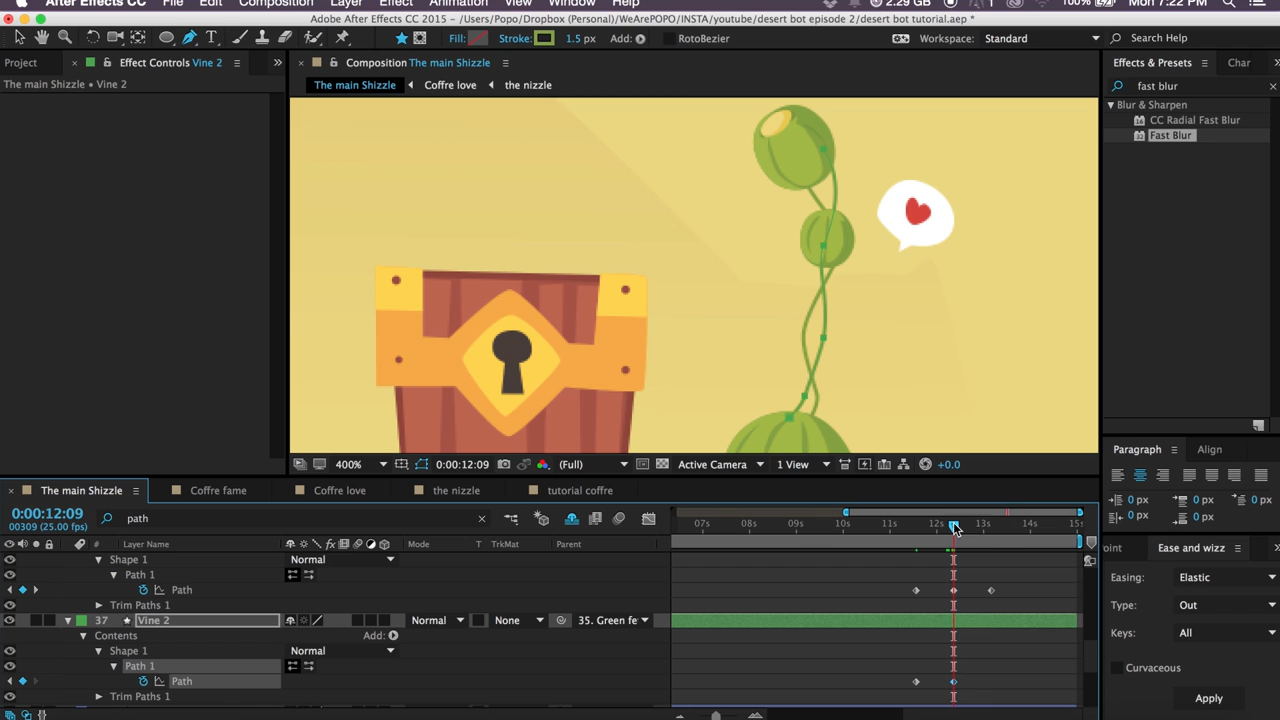 After Effects CC File Edit Composition Layer Effect Animation View Window Help 2.29 GB 100% Mon 7:22 PM
Adobe After Effects CC 2015 - /Users/Popo/Dropbox (Personal)/WeArePOPO/INSTA/youtube/desert bot episode 2/desert bot tutorial.aep *
Fill: Stroke: 1.5 px Add: RotoBezier Workspace: Standard Search Help
Project Effect Controls Vine 2 Composition The main Shizzle Effects & Presets Char
The main Shizzle • Vine 2 The main Shizzle Coffre love the nizzle fast blur
Blur & Sharpen
CC Radial Fast Blur
Fast Blur
Paragraph Align
400% 0:00:12:09 (Full) Active Camera 1 View +0.0
The main Shizzle Coffre fame Coffre love the nizzle tutorial coffre
0 px 0 px 0 px
0 px 0 px
0:00:12:09
00309 (25.00 fps)
path
07s 08s 09s 10s 11s 12s 13s 14s 15s
# Layer Name Mode T TrkMat Parent
oint Ease and wizz
Shape 1 Normal
Path 1
Easing: Elastic
Path
Type: Out
Trim Paths 1
37 Vine 2 Normal None 35. Green fe
Keys: All
Contents Add:
Shape 1 Normal
Path 1
Curvaceous
Path
Trim Paths 1
Apply